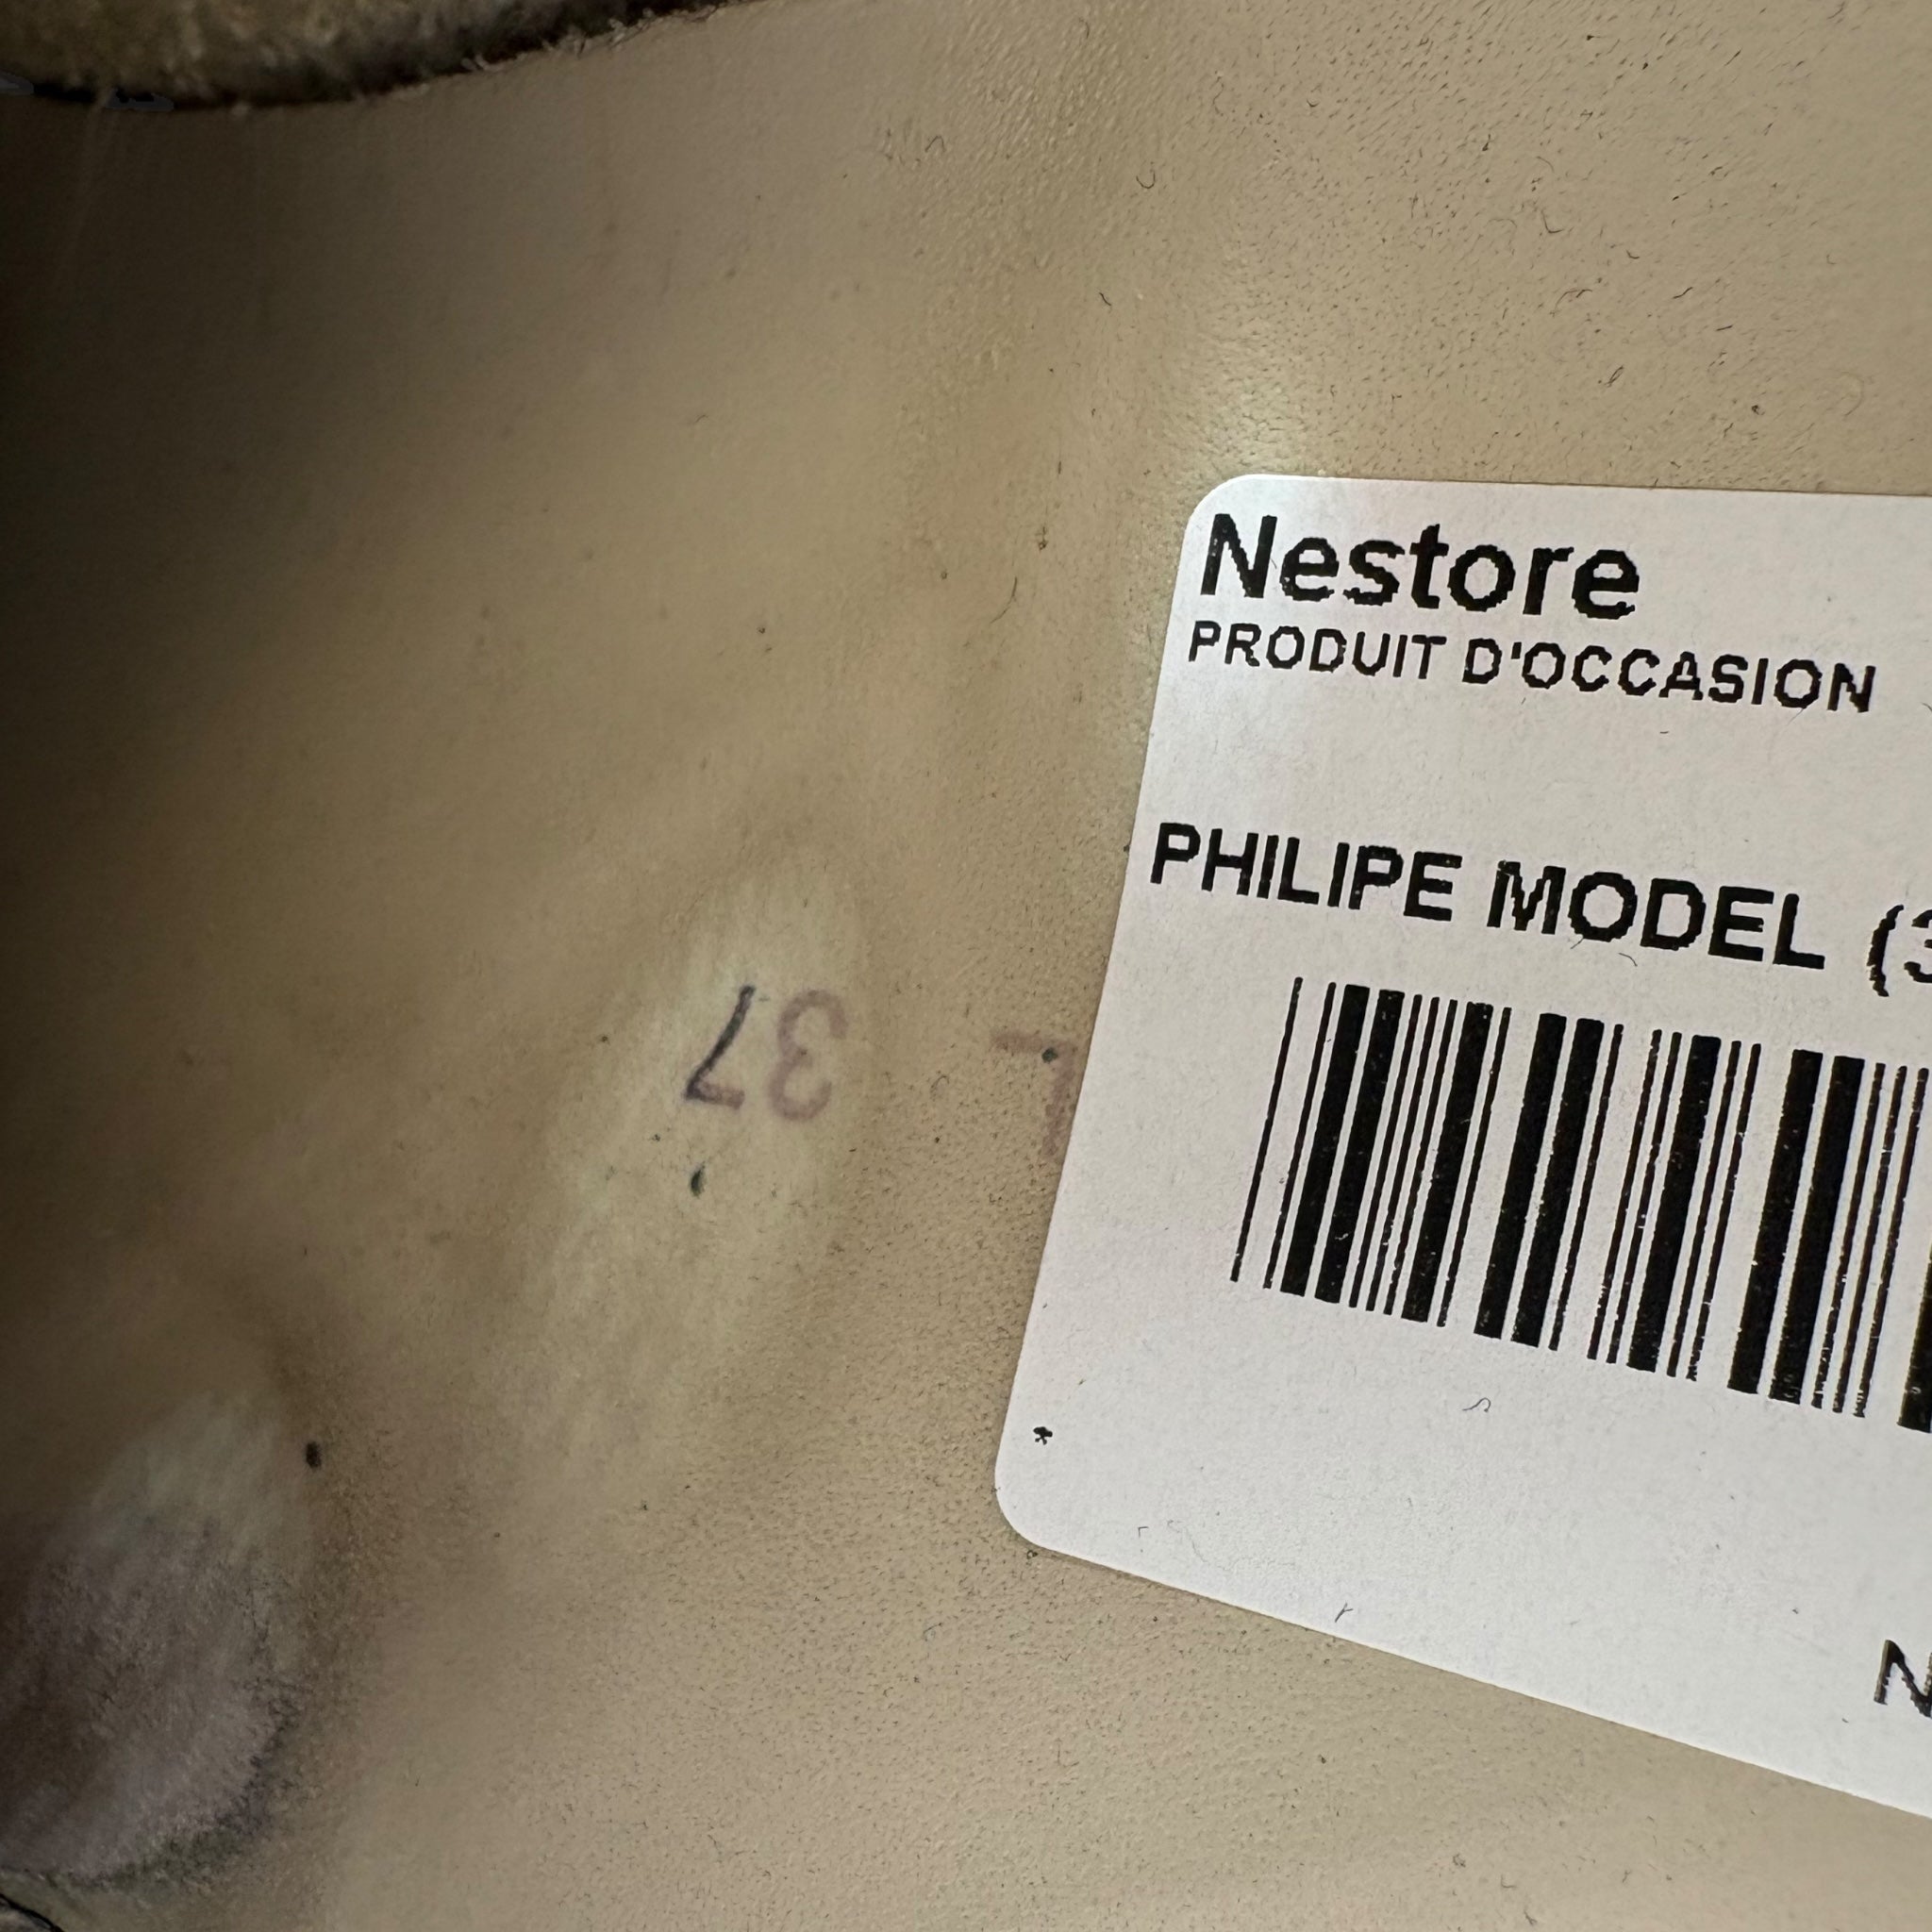 Nestore
PRODUIT D'OCCASION
PHILIPE MODEL (3
*
N
37